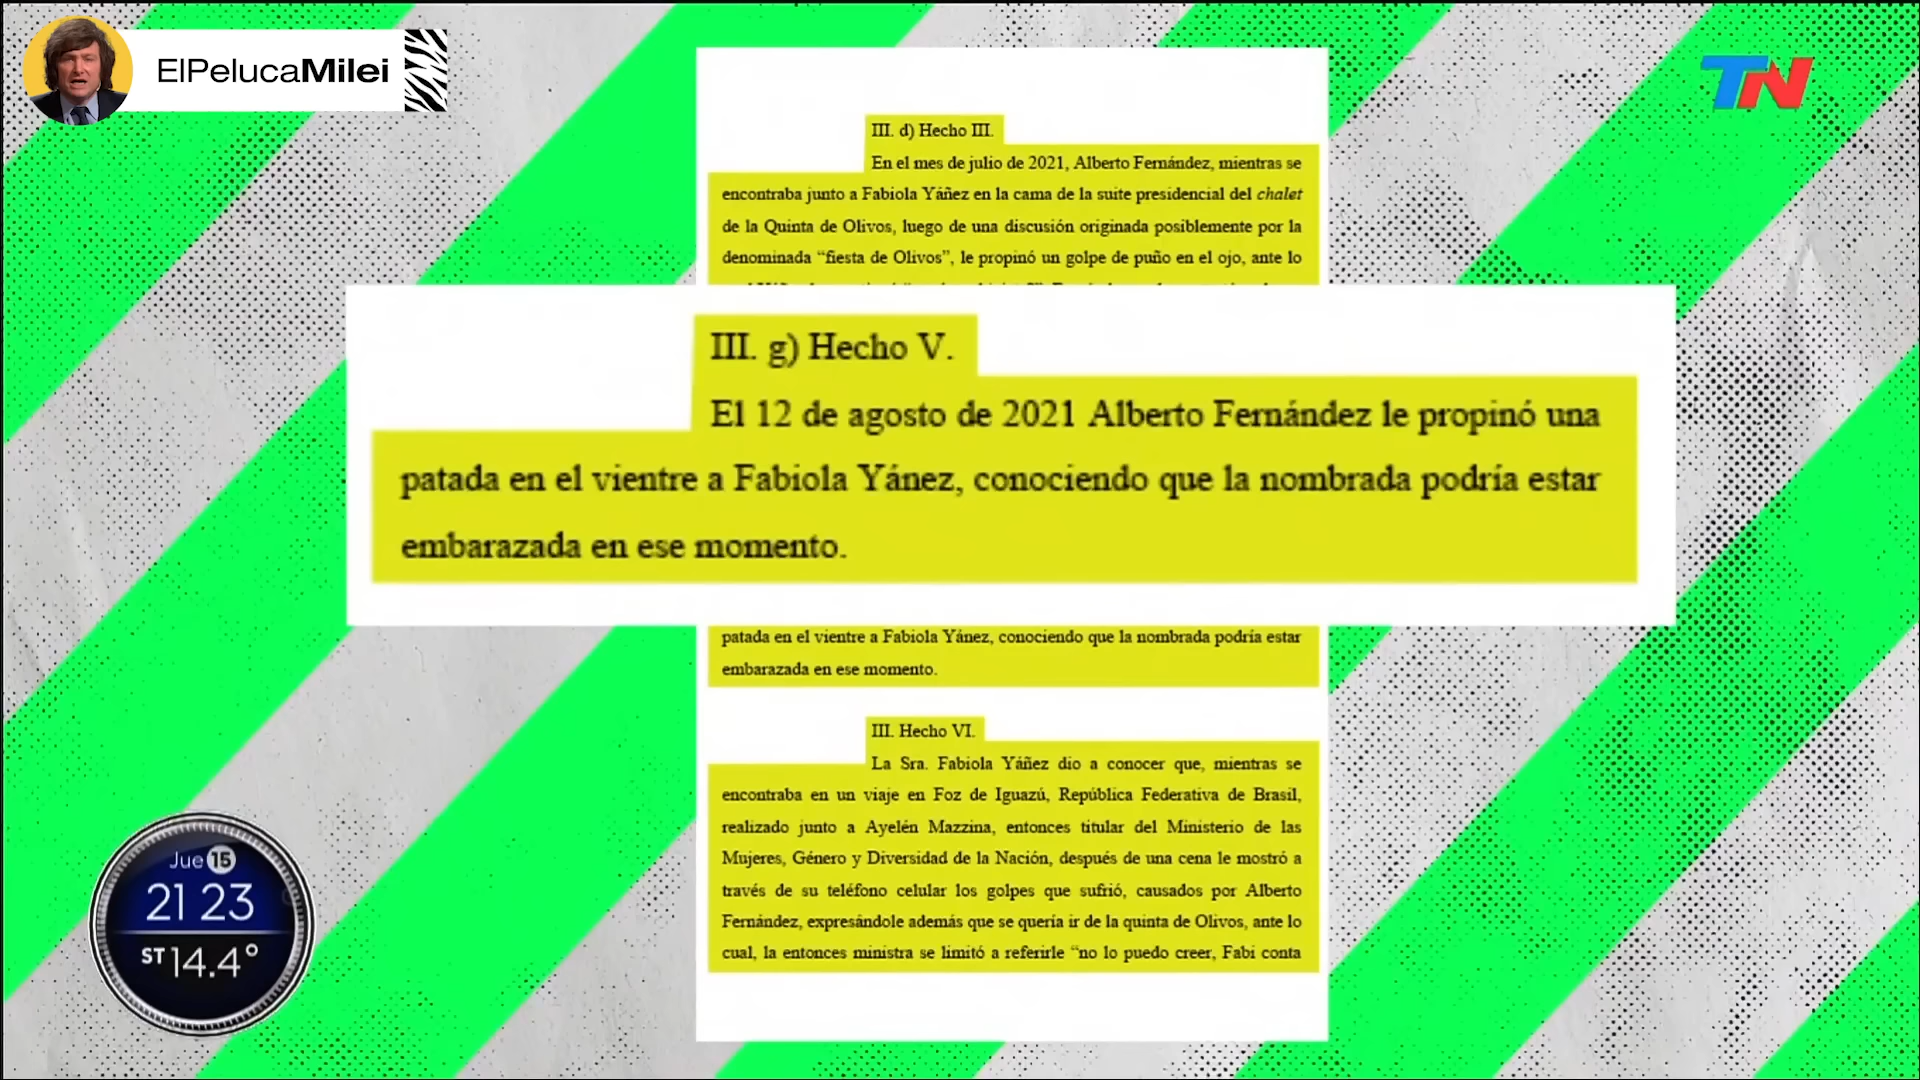 ElPelucaMilei
TN
III. d) Hecho III.
En el mes de julio de 2021, Alberto Fernández, mientras se
encontraba junto a Fabiola Yáñez en la cama de la suite presidencial del chalet
de la Quinta de Olivos, luego de una discusión originada posiblemente por la
denominada “fiesta de Olivos”, le propinó un golpe de puño en el ojo, ante lo
III. g) Hecho V.
El 12 de agosto de 2021 Alberto Fernández le propinó una
patada en el vientre a Fabiola Yánez, conociendo que la nombrada podría estar
embarazada en ese momento.
patada en el vientre a Fabiola Yánez, conociendo que la nombrada podría estar
embarazada en ese momento.
III. Hecho VI.
La Sra. Fabiola Yáñez dio a conocer que, mientras se
encontraba en un viaje en Foz de Iguazú, República Federativa de Brasil,
realizado junto a Ayelén Mazzina, entonces titular del Ministerio de las
Mujeres, Género y Diversidad de la Nación, después de una cena le mostró a
través de su teléfono celular los golpes que sufrió, causados por Alberto
Fernández, expresándole además que se quería ir de la quinta de Olivos, ante lo
cual, la entonces ministra se limitó a referirle “no lo puedo creer, Fabi conta
Jue 15
21 23
ST 14.4°